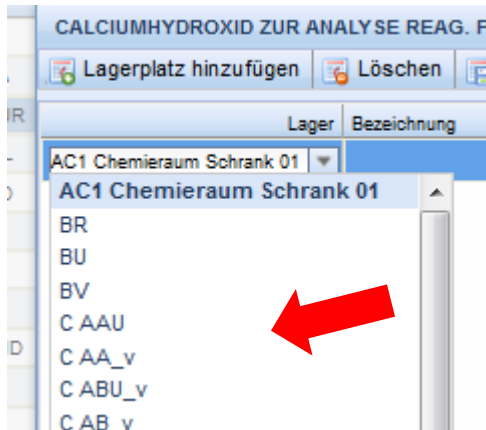 CALCIUMHYDROXID ZUR ANALYSE REAG.
Lagerplatz hinzufügen Löschen
Lager Bezeichnung
AC1 Chemieraum Schrank 01
AC1 Chemieraum Schrank 01
BR
BU
BV
C AAU
C AA_v
C ABU_v
C AB_v